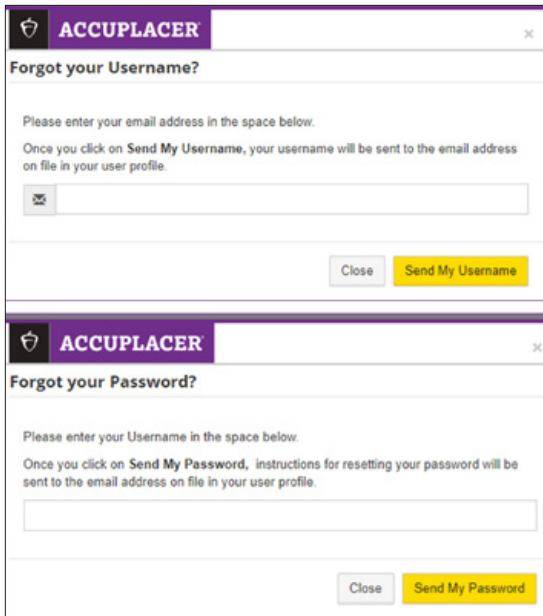 ACCUPLACER
×
Forgot your Username?
Please enter your email address in the space below.
Once you click on Send My Username, your username will be sent to the email address
on file in your user profile.
Close
Send My Username
ACCUPLACER
×
Forgot your Password?
Please enter your Username in the space below.
Once you click on Send My Password, instructions for resetting your password will be
sent to the email address on file in your user profile.
Close
Send My Password